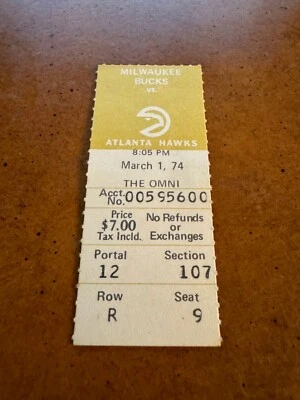 MILWAUKEE
BUCKS
vs.
ATLANTA HAWKS
8:05 PM
March 1, 74
THE OMNI
Acct. No. 00595600
Price $7.00 Tax Incld.
No Refunds or Exchanges
Portal Section
12 107
Row Seat
R 9